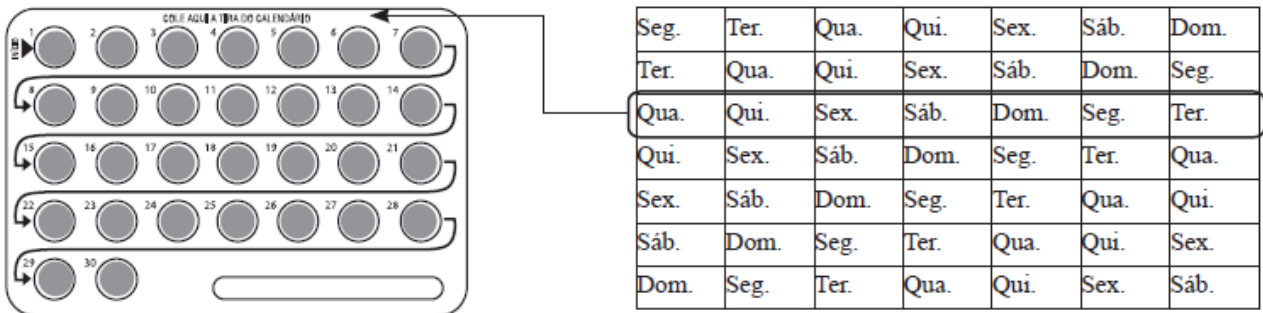 COLE AQUI A TIRA DO CALENDÁRIO
INÍCIO
1 2 3 4 5 6 7
8 9 10 11 12 13 14
15 16 17 18 19 20 21
22 23 24 25 26 27 28
29 30
Seg. Ter. Qua. Qui. Sex. Sáb. Dom.
Ter. Qua. Qui. Sex. Sáb. Dom. Seg.
Qua. Qui. Sex. Sáb. Dom. Seg. Ter.
Qui. Sex. Sáb. Dom. Seg. Ter. Qua.
Sex. Sáb. Dom. Seg. Ter. Qua. Qui.
Sáb. Dom. Seg. Ter. Qua. Qui. Sex.
Dom. Seg. Ter. Qua. Qui. Sex. Sáb.